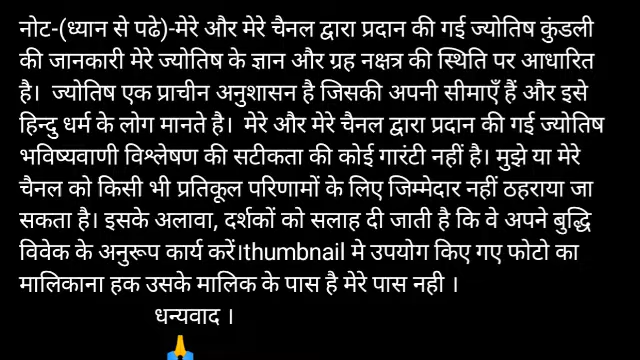 नोट-(ध्यान से पढे)-मेरे और मेरे चैनल द्वारा प्रदान की गई ज्योतिष कुंडली
की जानकारी मेरे ज्योतिष के ज्ञान और ग्रह नक्षत्र की स्थिति पर आधारित
है। ज्योतिष एक प्राचीन अनुशासन है जिसकी अपनी सीमाएँ हैं और इसे
हिन्दु धर्म के लोग मानते है। मेरे और मेरे चैनल द्वारा प्रदान की गई ज्योतिष
भविष्यवाणी विश्लेषण की सटीकता की कोई गारंटी नहीं है। मुझे या मेरे
चैनल को किसी भी प्रतिकूल परिणामों के लिए जिम्मेदार नहीं ठहराया जा
सकता है। इसके अलावा, दर्शकों को सलाह दी जाती है कि वे अपने बुद्धि
विवेक के अनुरूप कार्य करें।thumbnail मे उपयोग किए गए फोटो का
मालिकाना हक उसके मालिक के पास है मेरे पास नही ।
धन्यवाद ।
🙏